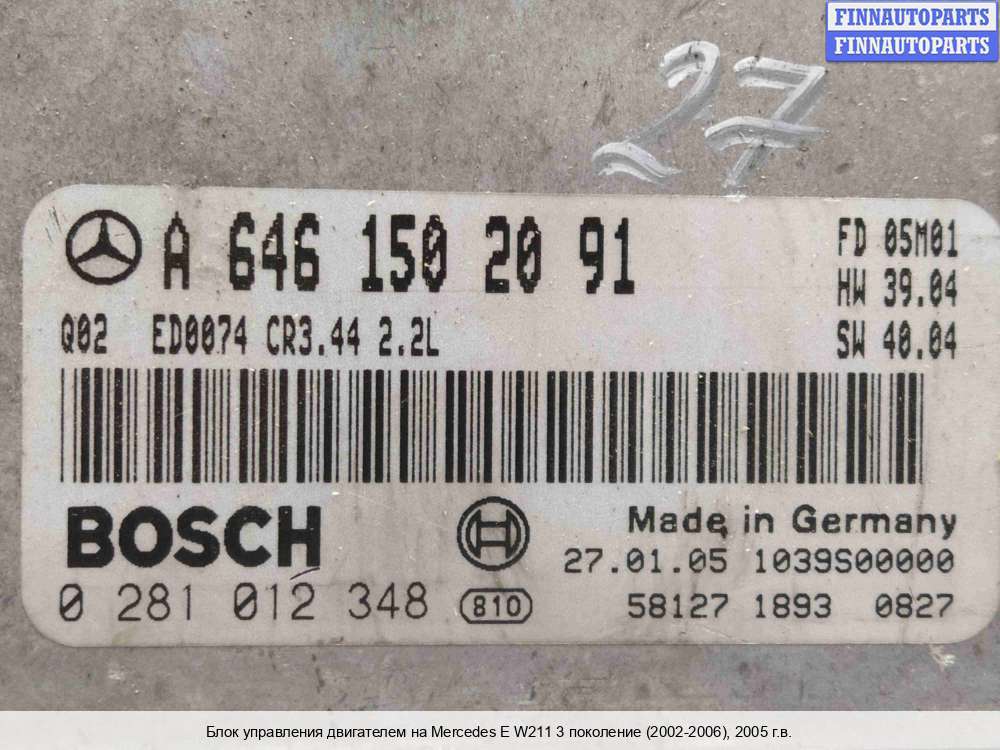 FINNAUTOPARTS
FINNAUTOPARTS
27
A 646 150 20 91
FD 05M01
HW 39.04
Q02 ED0074 CR3.44 2.2L
SW 40.04
BOSCH
Made in Germany
27.01.05 1039S00000
0 281 012 348
810
58127 1893 0827
Блок управления двигателем на Mercedes E W211 3 поколение (2002-2006), 2005 г.в.